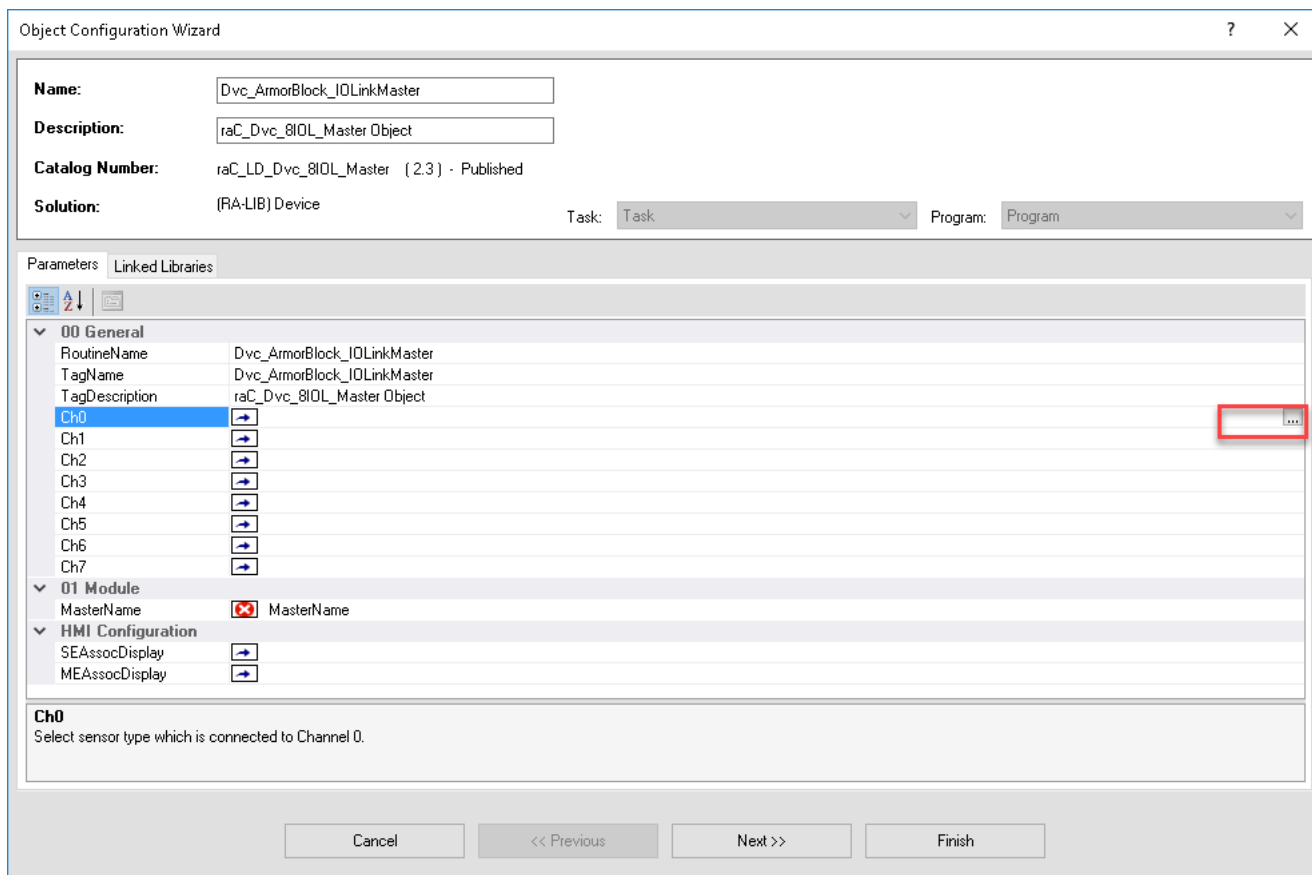 Object Configuration Wizard ?
Name: Dvc_ArmorBlock_IOLinkMaster
Description: raC_Dvc_8IOL_Master Object
Catalog Number: raC_LD_Dvc_8IOL_Master ( 2.3 ) - Published
Solution: (RA-LIB) Device
Task: Task Program: Program
Parameters Linked Libraries
00 General
RoutineName Dvc_ArmorBlock_IOLinkMaster
TagName Dvc_ArmorBlock_IOLinkMaster
TagDescription raC_Dvc_8IOL_Master Object
Ch0 ...
Ch1
Ch2
Ch3
Ch4
Ch5
Ch6
Ch7
01 Module
MasterName MasterName
HMI Configuration
SEAssocDisplay
MEAssocDisplay
Ch0
Select sensor type which is connected to Channel 0.
Cancel << Previous Next >> Finish